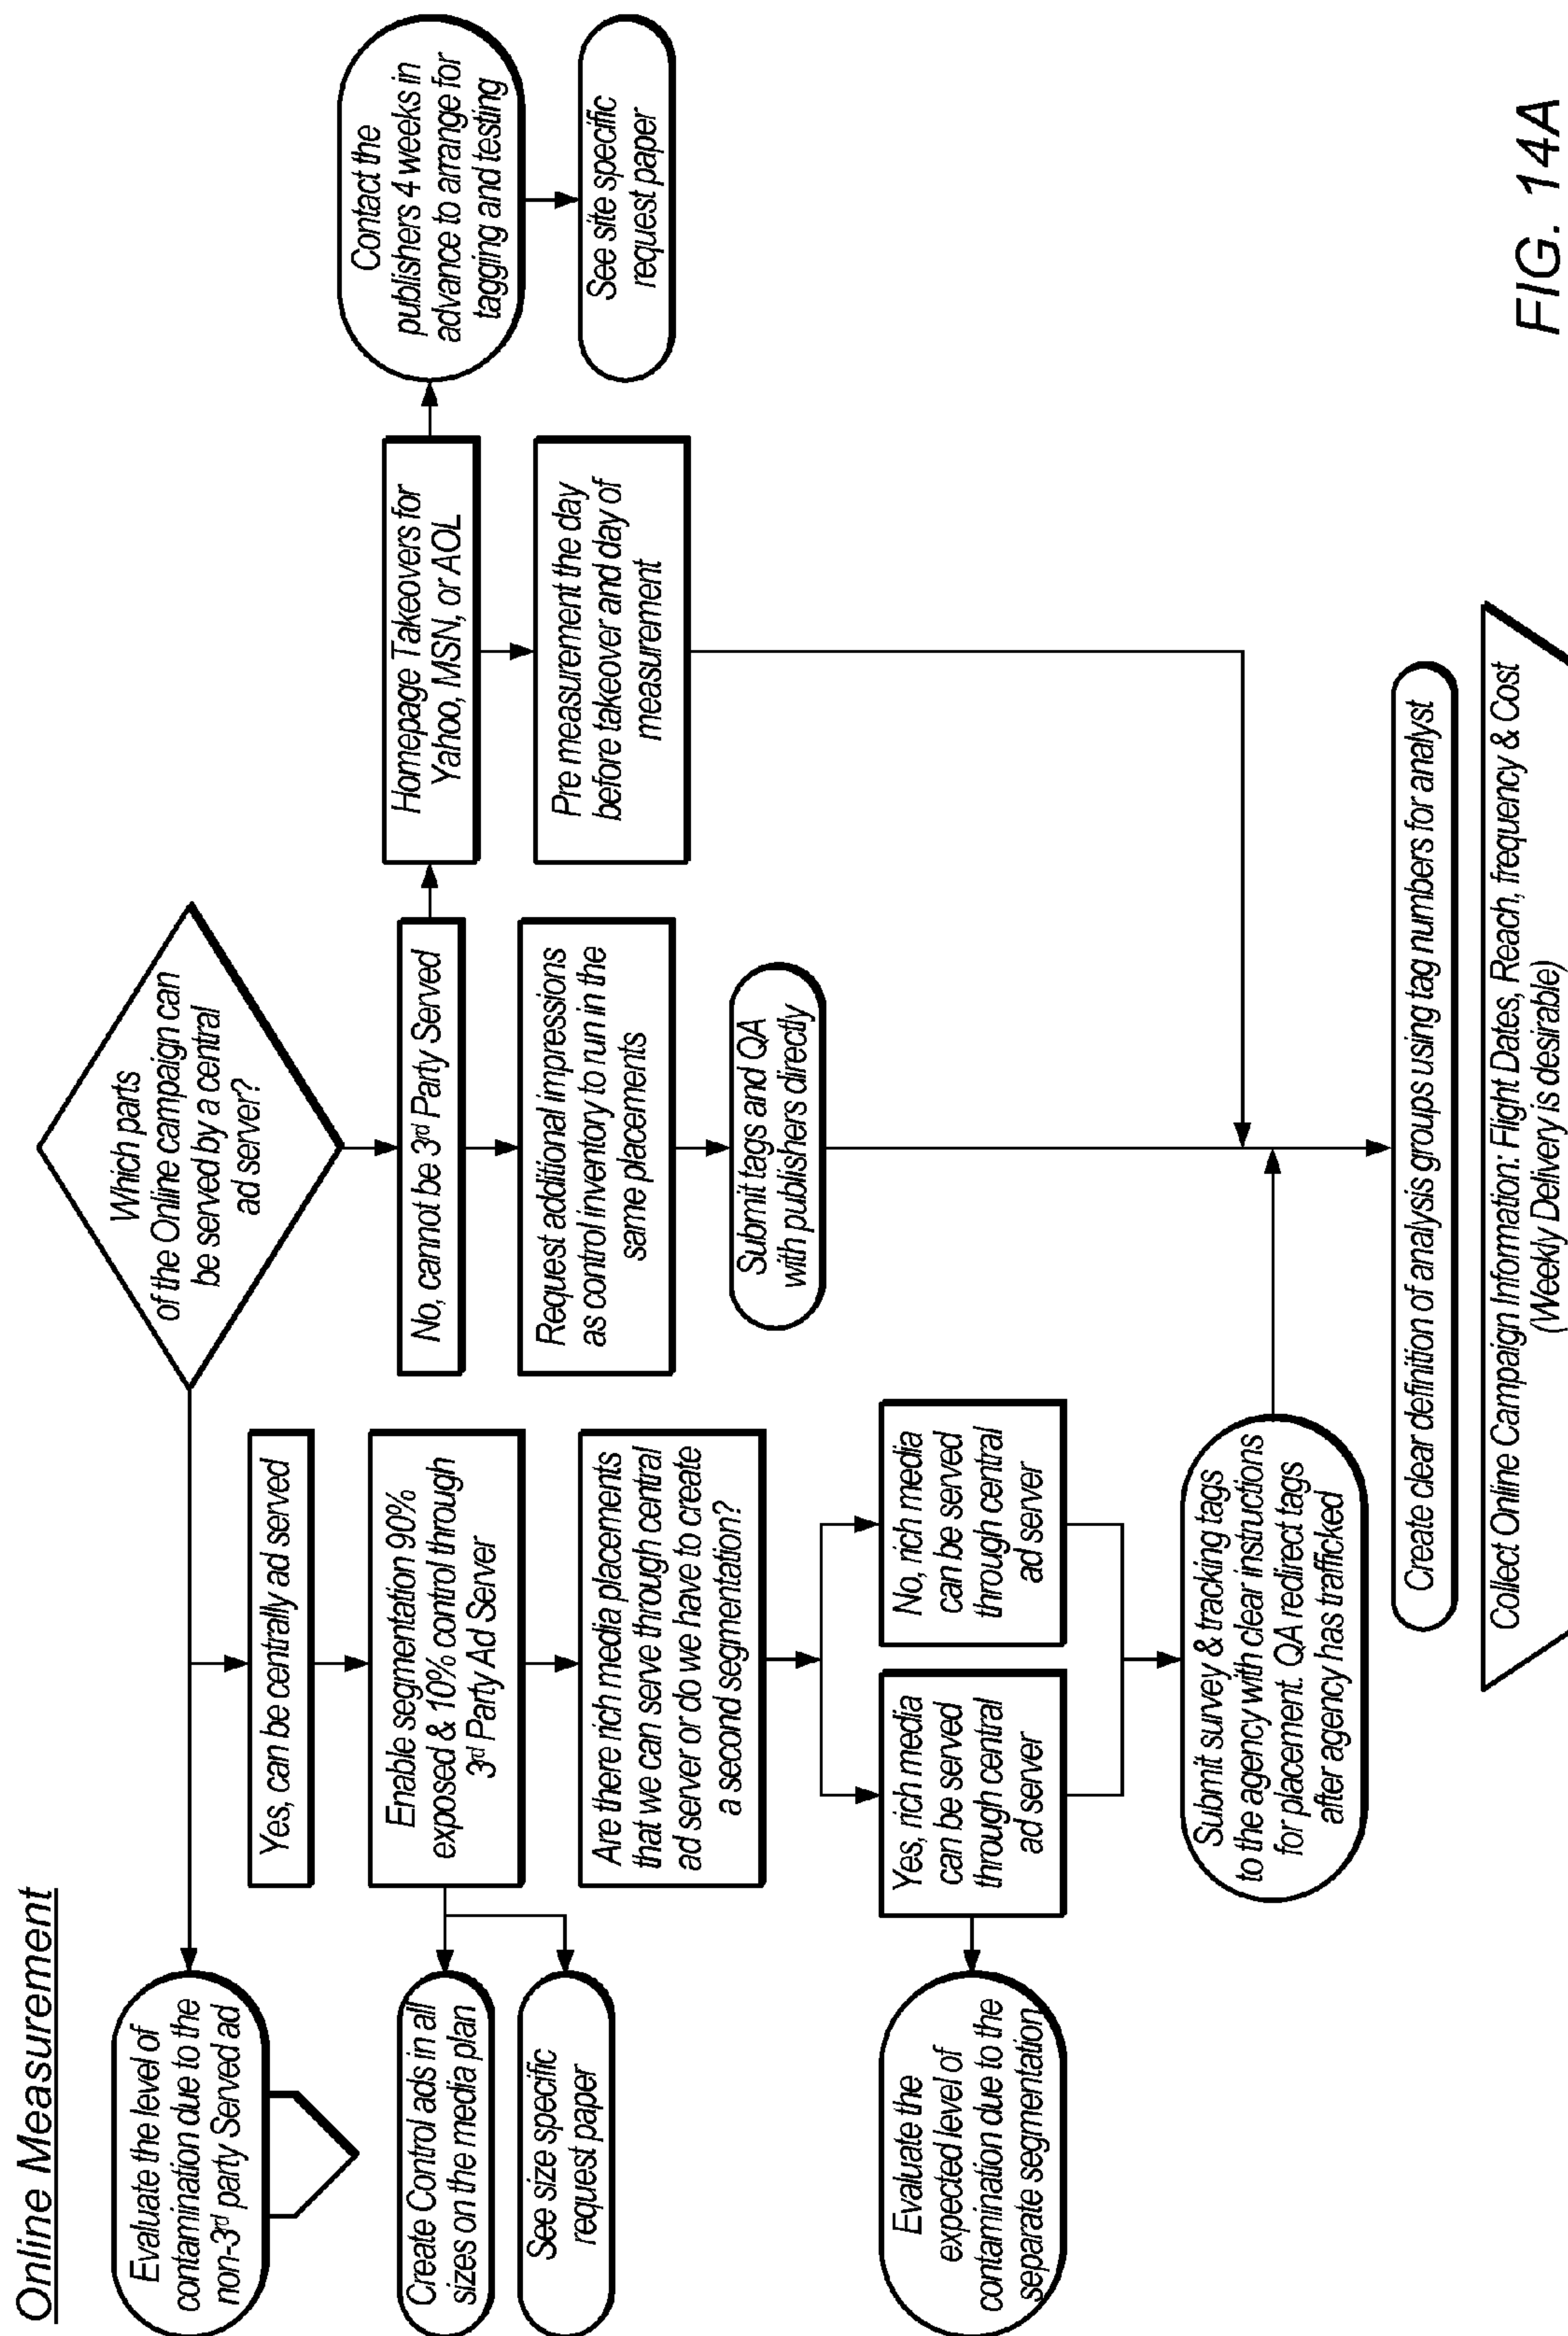 Online Measurement
Which parts
of the Online campaign can
be served by a central
ad server?
Evaluate the level of
contamination due to the
non-3rd party Served ad
Yes, can be centrally ad served
No, cannot be 3rd Party Served
Homepage Takeovers for
Yahoo, MSN, or AOL
Contact the
publishers 4 weeks in
advance to arrange for
tagging and testing
Create Control ads in all
sizes on the media plan
Enable segmentation 90%
exposed & 10% control through
3rd Party Ad Server
Request additional impressions
as control inventory to run in the
same placements
Pre measurement the day
before takeover and day of
measurement
See site specific
request paper
See size specific
request paper
Are there rich media placements
that we can serve through central
ad server or do we have to create
a second segmentation?
Submit tags and QA
with publishers directly
Evaluate the
expected level of
contamination due to the
separate segmentation
Yes, rich media
can be served
through central
ad server
No, rich media
can be served
through central
ad server
Submit survey & tracking tags
to the agency with clear instructions
for placement. QA redirect tags
after agency has trafficked
Create clear definition of analysis groups using tag numbers for analyst
Collect Online Campaign Information: Flight Dates, Reach, frequency & Cost
(Weekly Delivery is desirable)
FIG. 14A